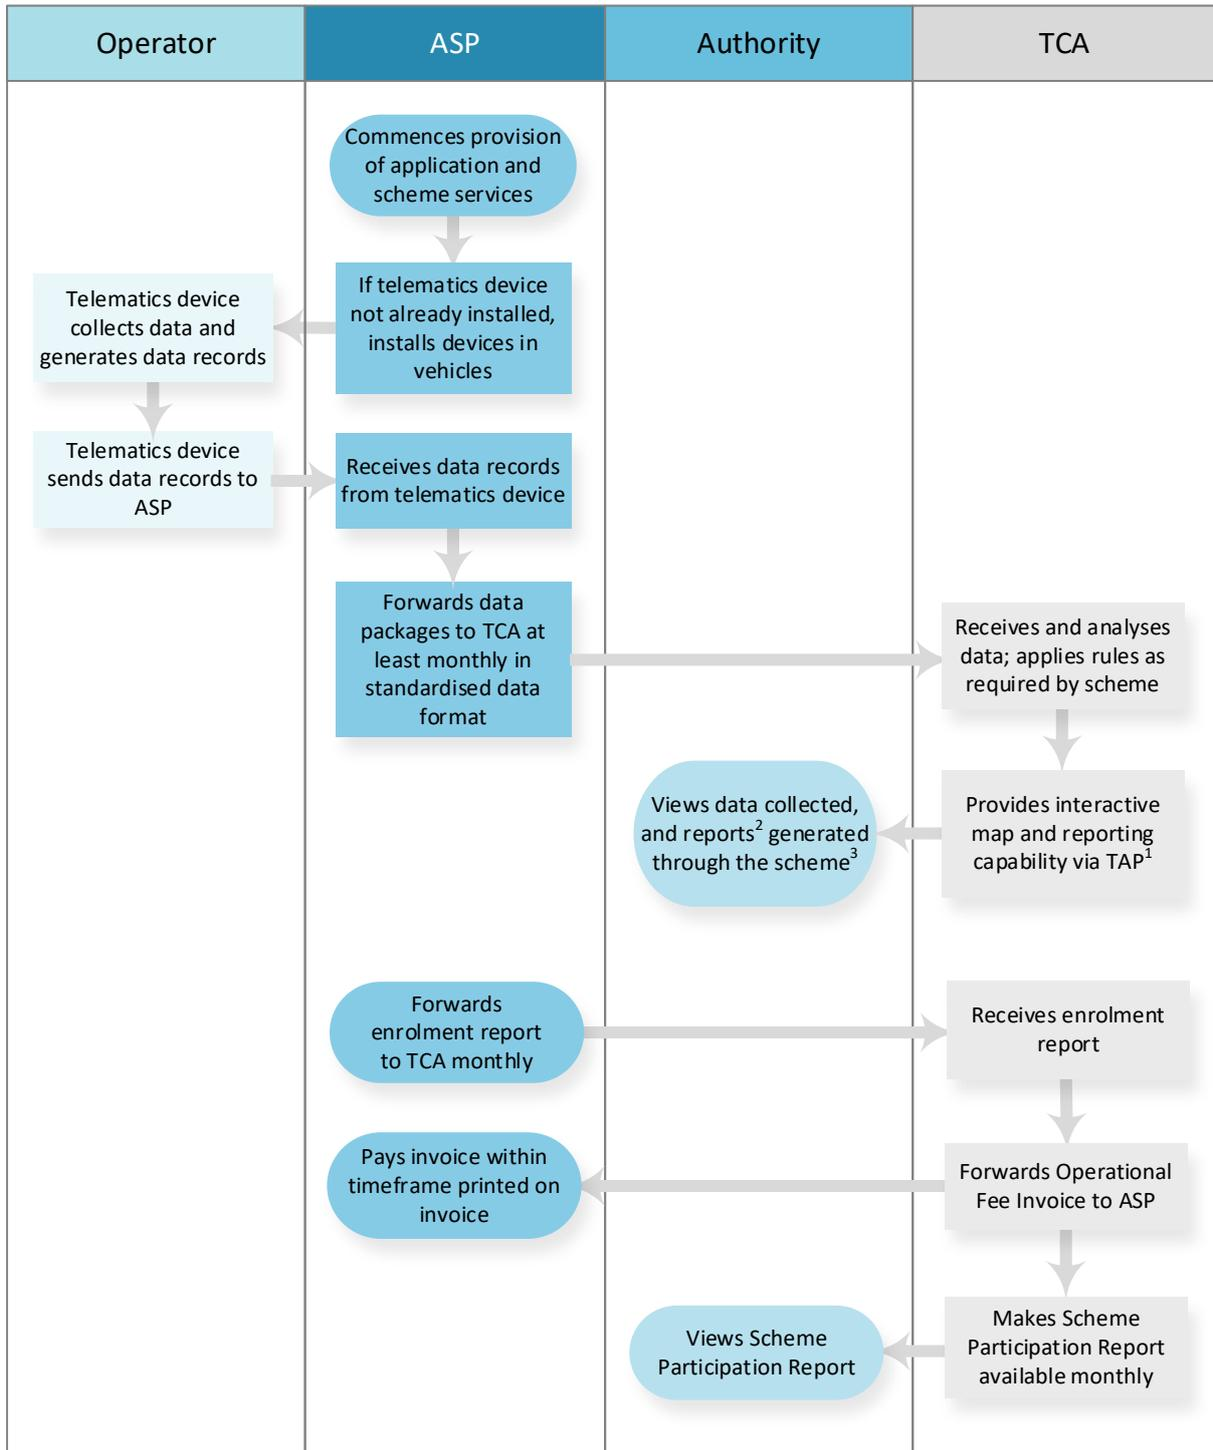 Operator
ASP
Authority
TCA
Commences provision
of application and
scheme services
If telematics device
not already installed,
installs devices in
vehicles
Telematics device
collects data and
generates data records
Telematics device
sends data records to
ASP
Receives data records
from telematics device
Forwards data
packages to TCA at
least monthly in
standardised data
format
Receives and analyses
data; applies rules as
required by scheme
Provides interactive
map and reporting
capability via TAP¹
Views data collected,
and reports² generated
through the scheme³
Forwards
enrolment report
to TCA monthly
Receives enrolment
report
Forwards Operational
Fee Invoice to ASP
Pays invoice within
timeframe printed on
invoice
Makes Scheme
Participation Report
available monthly
Views Scheme
Participation Report